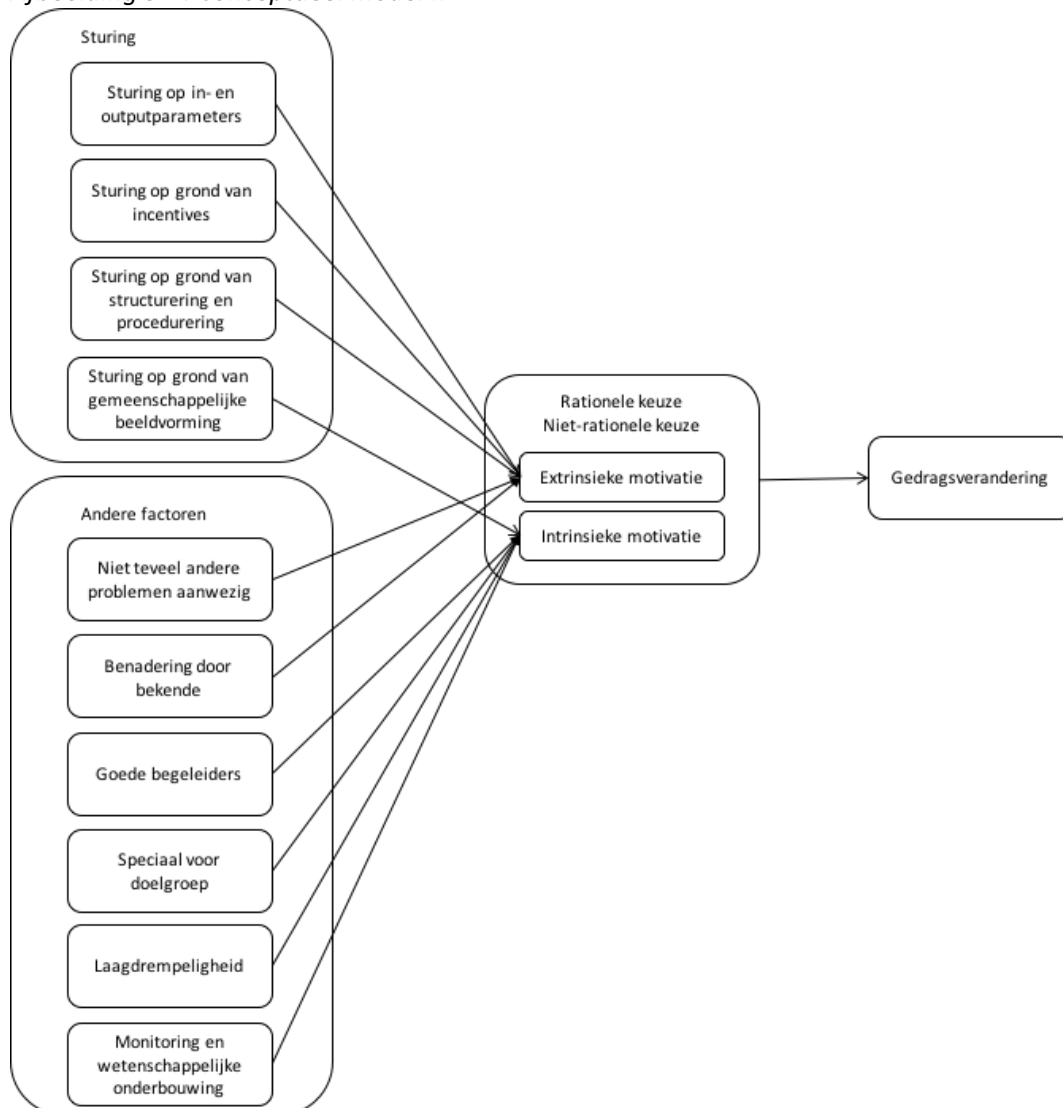 Sturing
Sturing op in- en
outputparameters
Sturing op grond van
incentives
Sturing op grond van
structurering en
procedurering
Sturing op grond van
gemeenschappelijke
beeldvorming
Rationele keuze
Niet-rationele keuze
Extrinsieke motivatie
Intrinsieke motivatie
Gedragsverandering
Andere factoren
Niet teveel andere
problemen aanwezig
Benadering door
bekende
Goede begeleiders
Speciaal voor
doelgroep
Laagdrempeligheid
Monitoring en
wetenschappelijke
onderbouwing